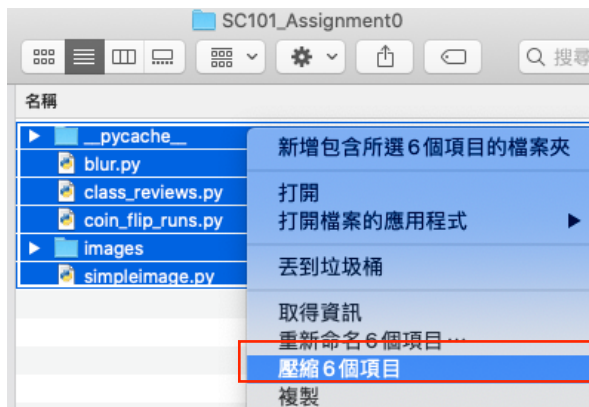 SC101_Assignment0
搜尋
名稱
__pycache__
blur.py
class_reviews.py
coin_flip_runs.py
images
simpleimage.py
新增包含所選6個項目的檔案夾
打開
打開檔案的應用程式
丟到垃圾桶
取得資訊
重新命名6個項目⋯
壓縮6個項目
複製